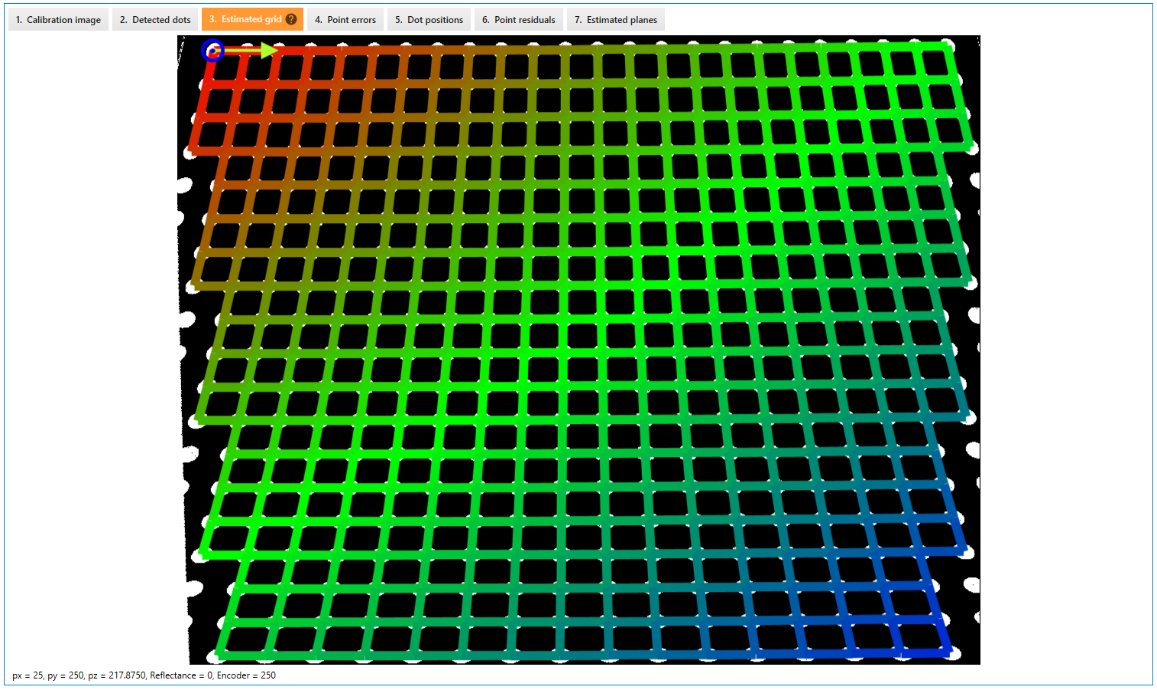 1. Calibration image 2. Detected dots 3. Estimated grid ? 4. Point errors 5. Dot positions 6. Point residuals 7. Estimated planes
px = 25, py = 250, pz = 217.8750, Reflectance = 0, Encoder = 250